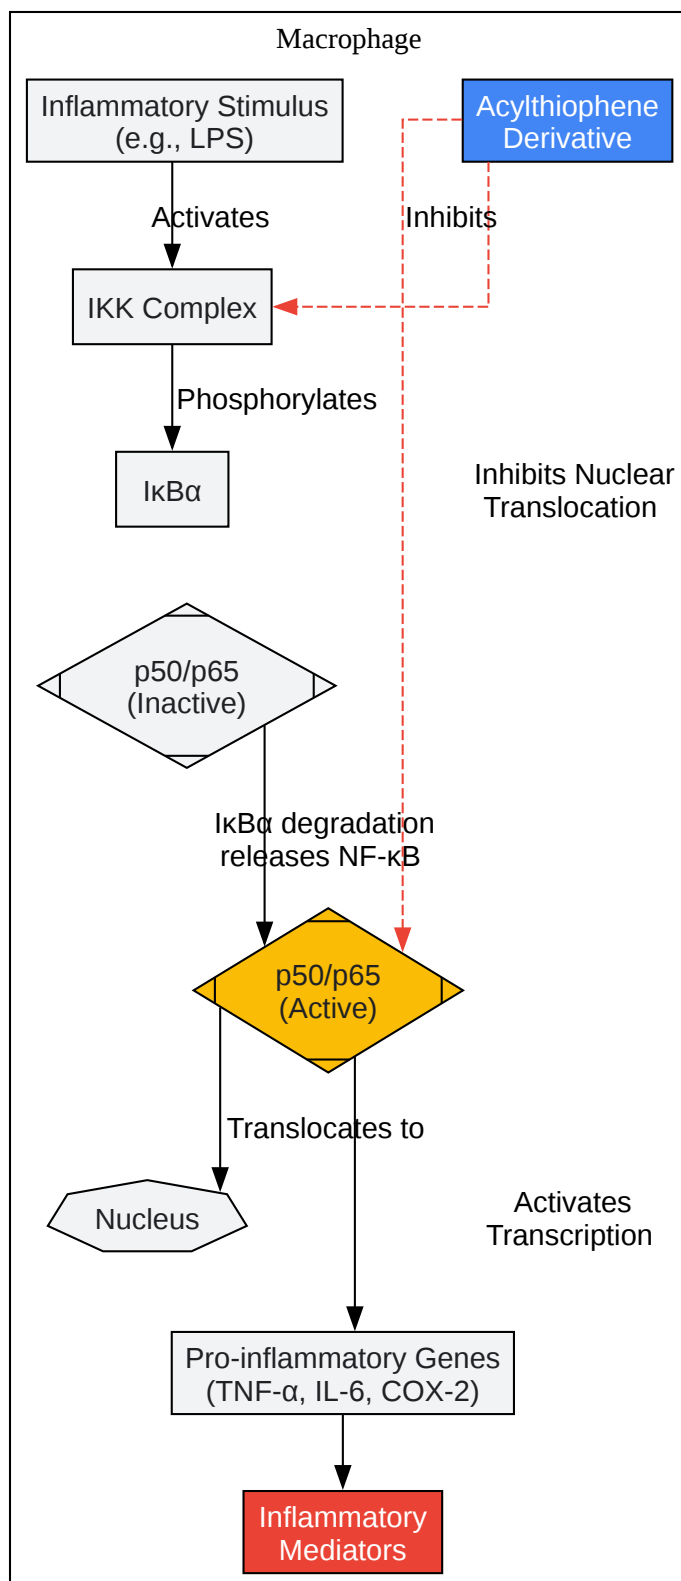 Macrophage
Inflammatory Stimulus
(e.g., LPS)
Acylthiophene
Derivative
Activates
Inhibits
IKK Complex
Phosphorylates
IκBα
Inhibits Nuclear
Translocation
p50/p65
(Inactive)
IκBα degradation
releases NF-κB
p50/p65
(Active)
Translocates to
Nucleus
Activates
Transcription
Pro-inflammatory Genes
(TNF-α, IL-6, COX-2)
Inflammatory
Mediators